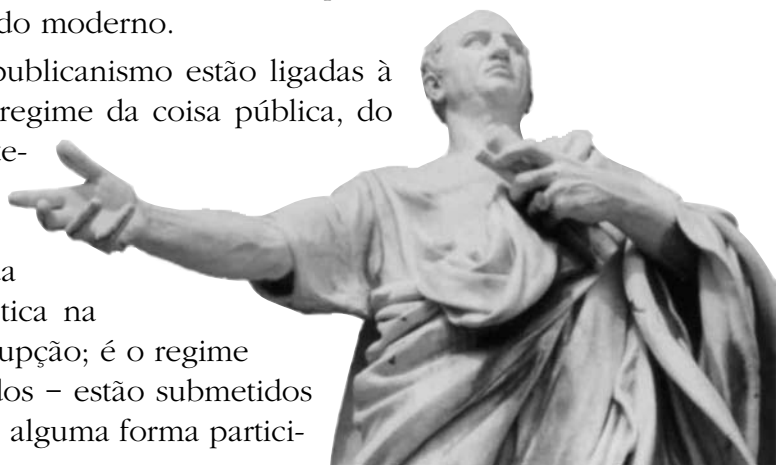 do moderno.
publicanismo estão ligadas à
regime da coisa pública, do
e-
a
tica na
upção; é o regime
dos – estão submetidos
alguma forma partici-